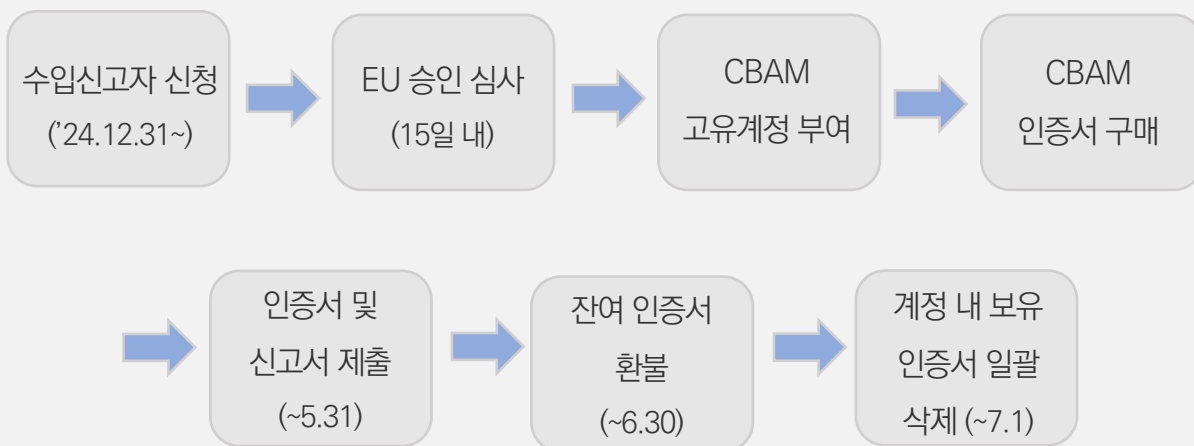 수입신고자 신청
('24.12.31~)
EU 승인 심사
(15일 내)
CBAM
고유계정 부여
CBAM
인증서 구매
인증서 및
신고서 제출
(~5.31)
잔여 인증서
환불
(~6.30)
계정 내 보유
인증서 일괄
삭제 (~7.1)